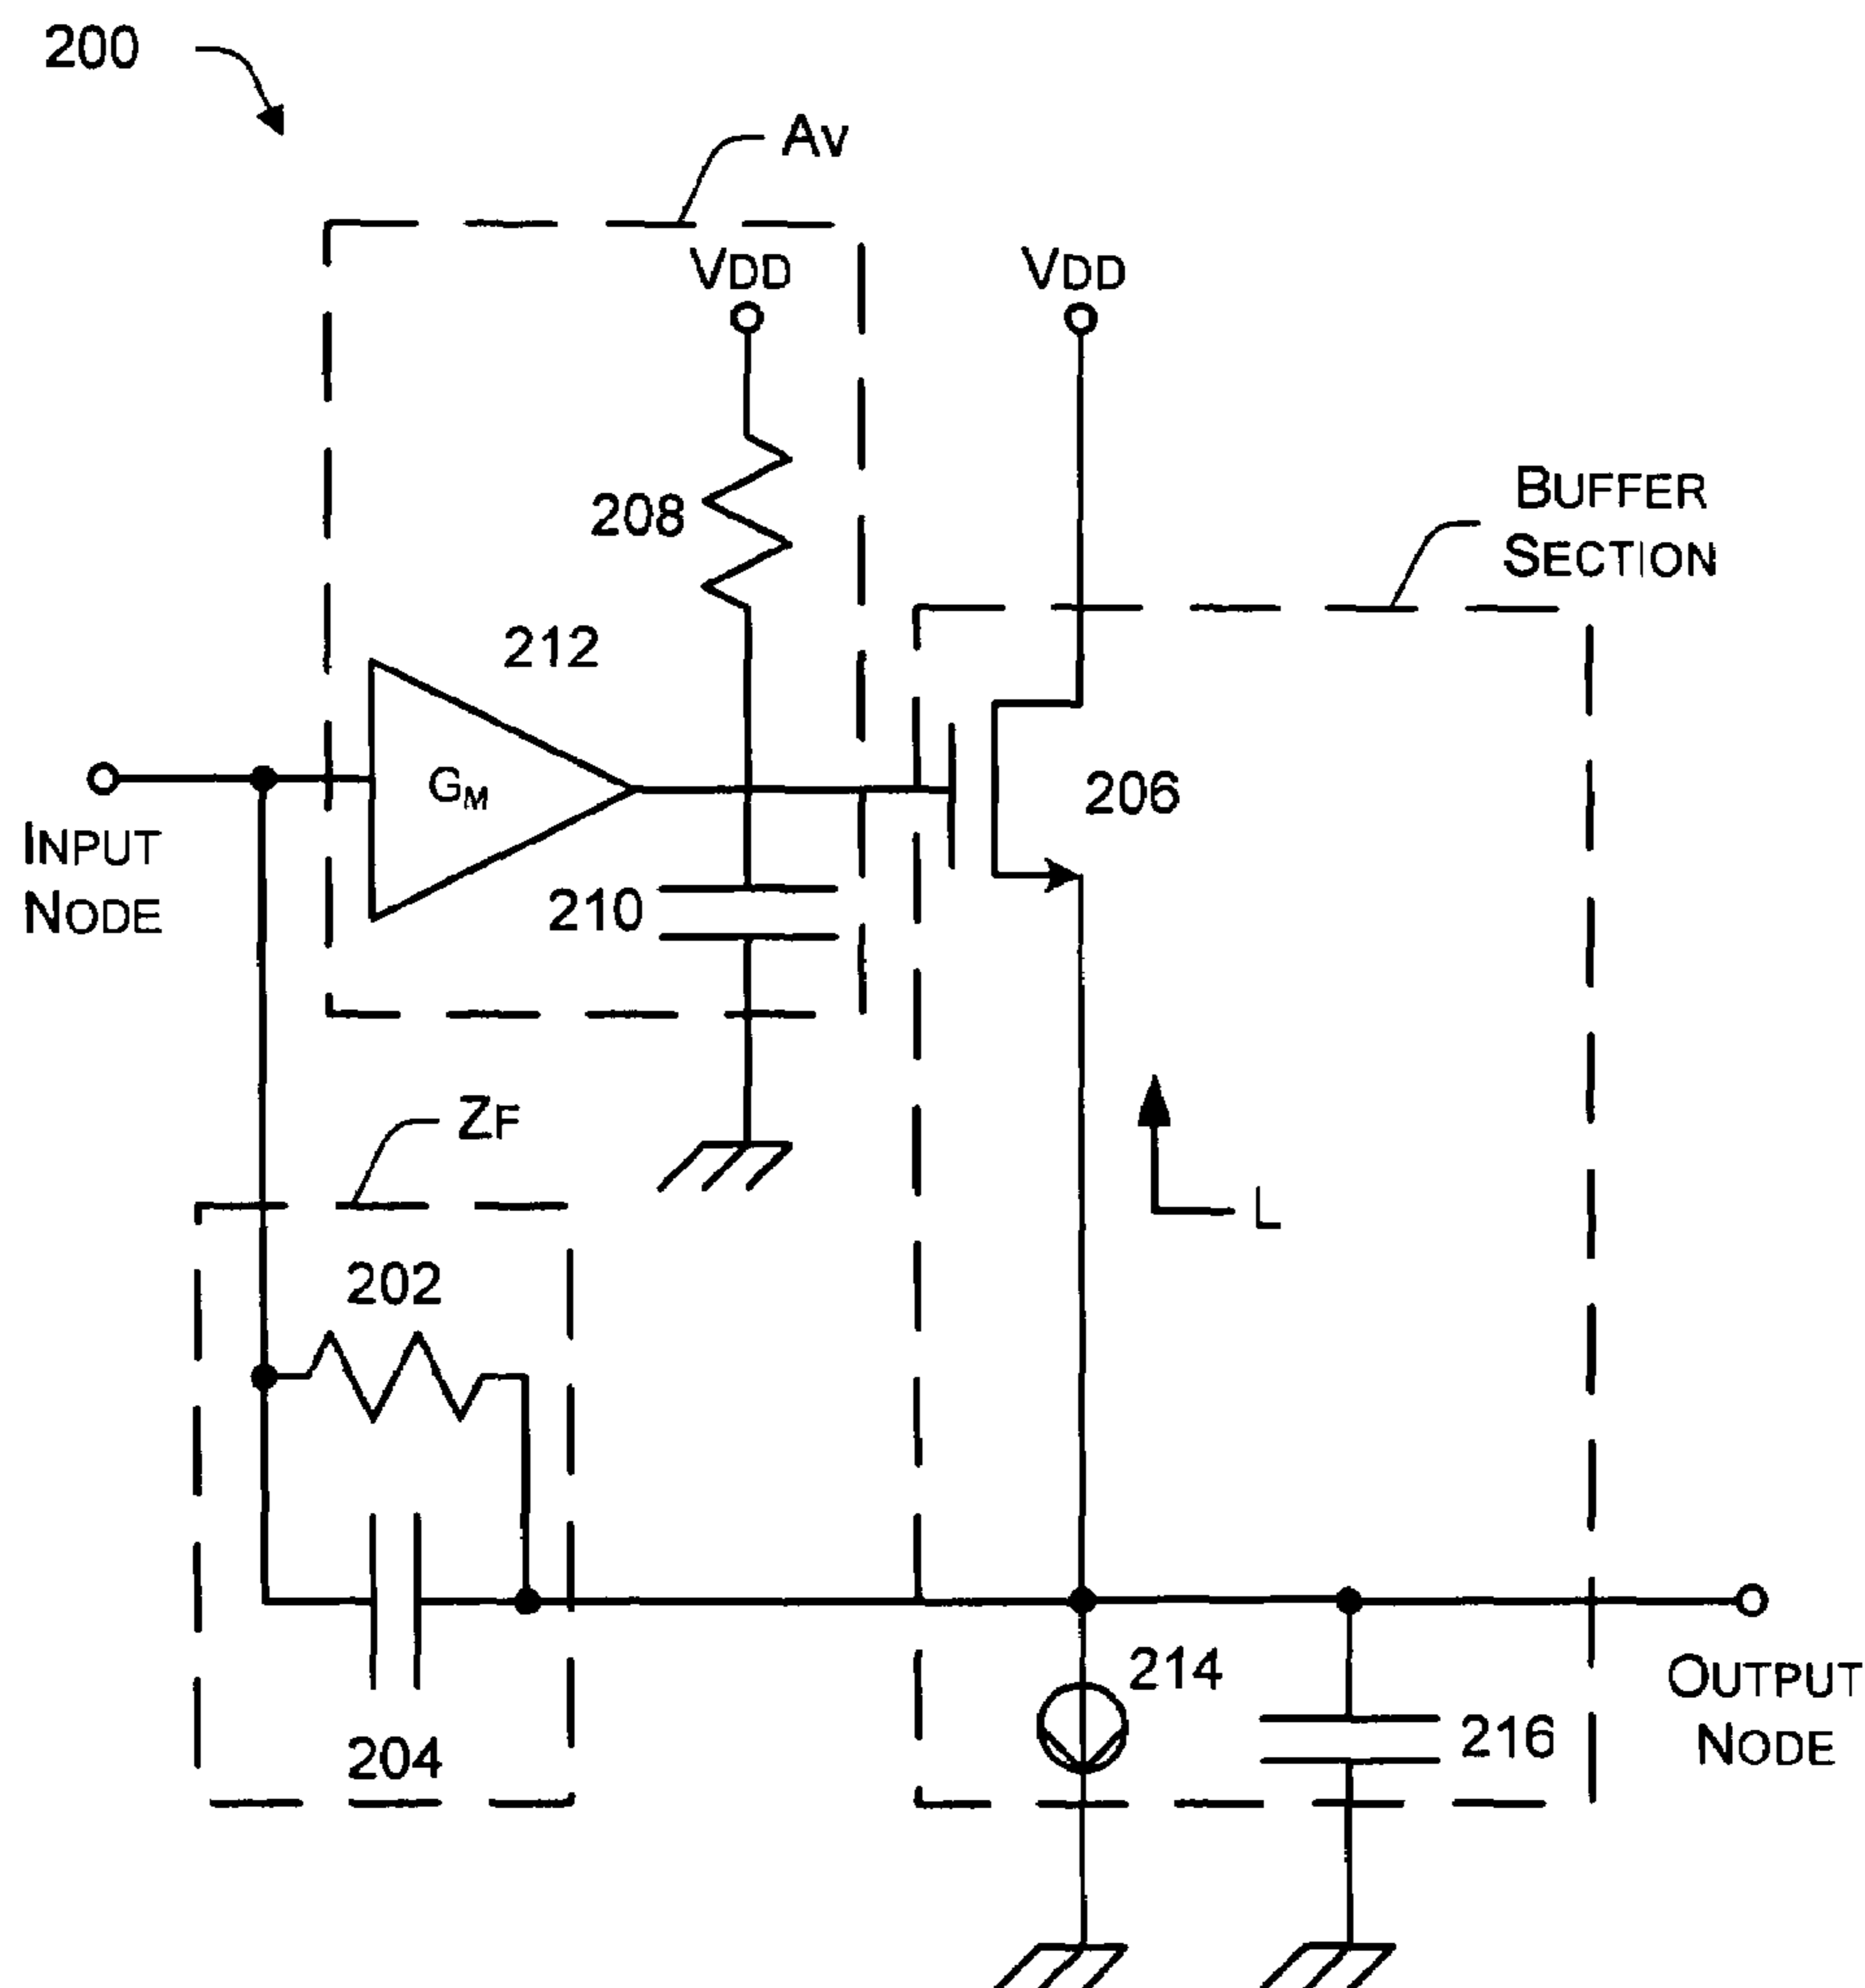 200
AV
VDD
VDD
BUFFER
SECTION
208
212
GM
206
INPUT
NODE
210
ZF
L
202
214
OUTPUT
NODE
216
204